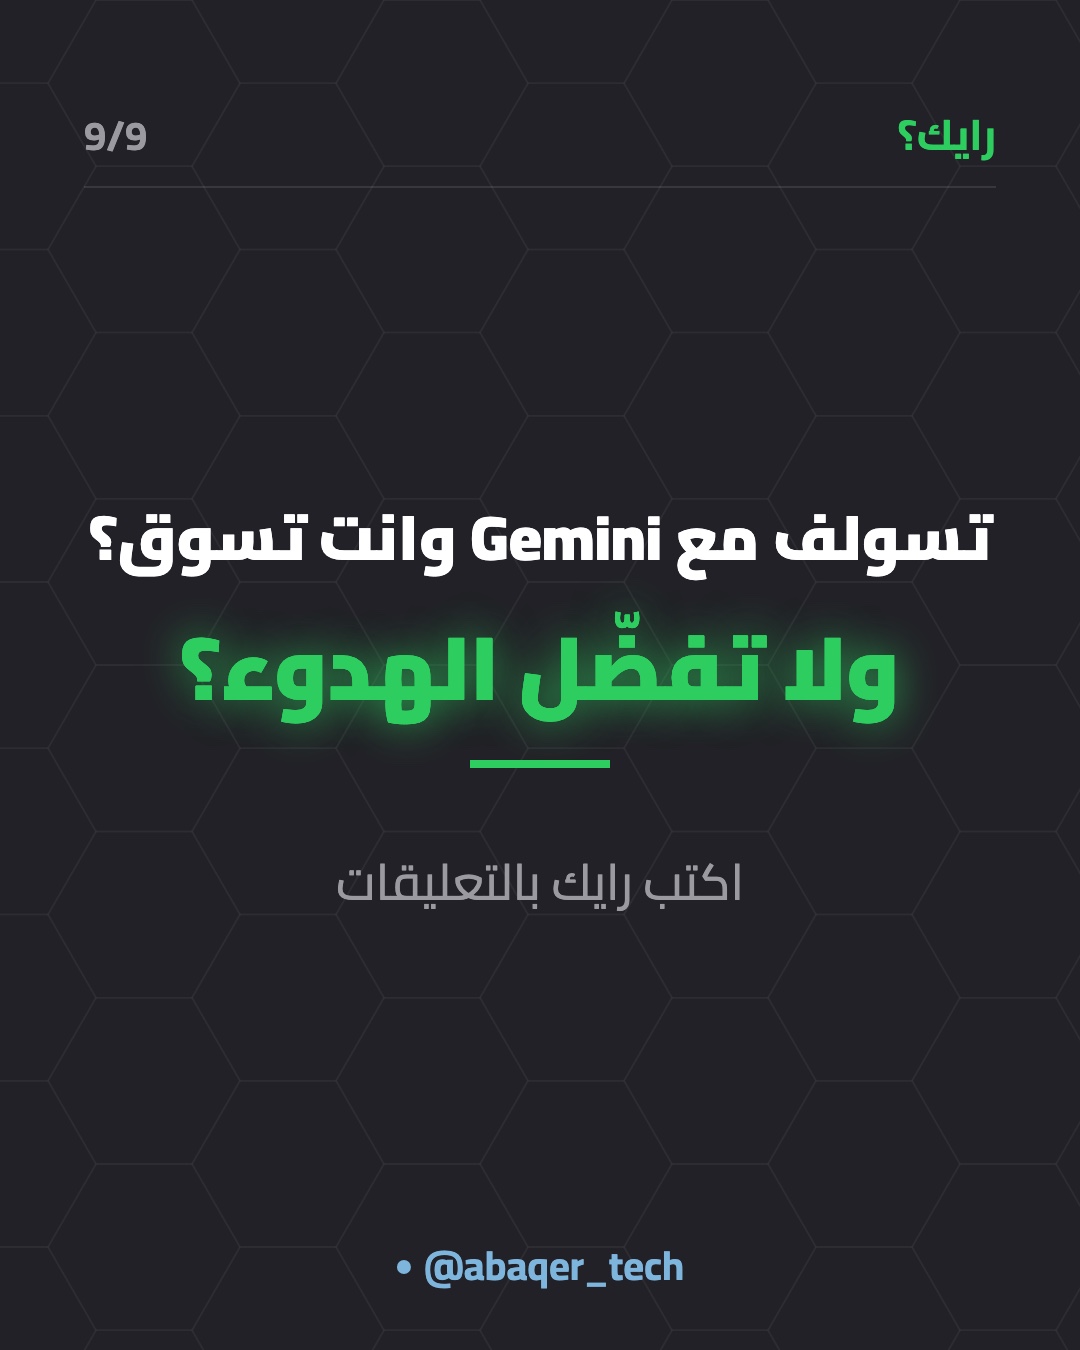 رايك؟
9/9
تسولف مع Gemini وانت تسوق؟
ولا تفضّل الهدوء؟
اكتب رايك بالتعليقات
@abaqer_tech •